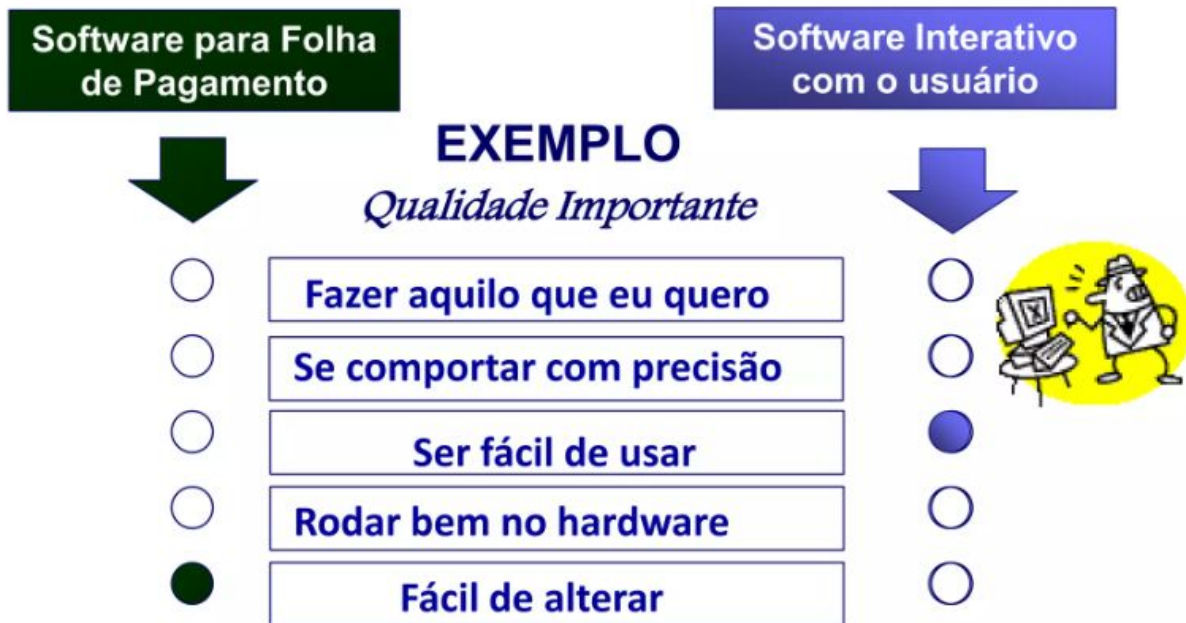 Software para Folha
de Pagamento
Software Interativo
com o usuário
EXEMPLO
Qualidade Importante
Fazer aquilo que eu quero
Se comportar com precisão
Ser fácil de usar
Rodar bem no hardware
Fácil de alterar